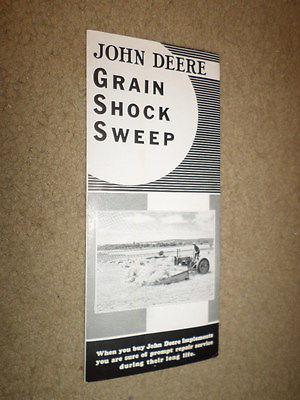 JOHN DEERE
GRAIN
SHOCK
SWEEP
When you buy John Deere Implements
you are sure of prompt repair service
during their long life.